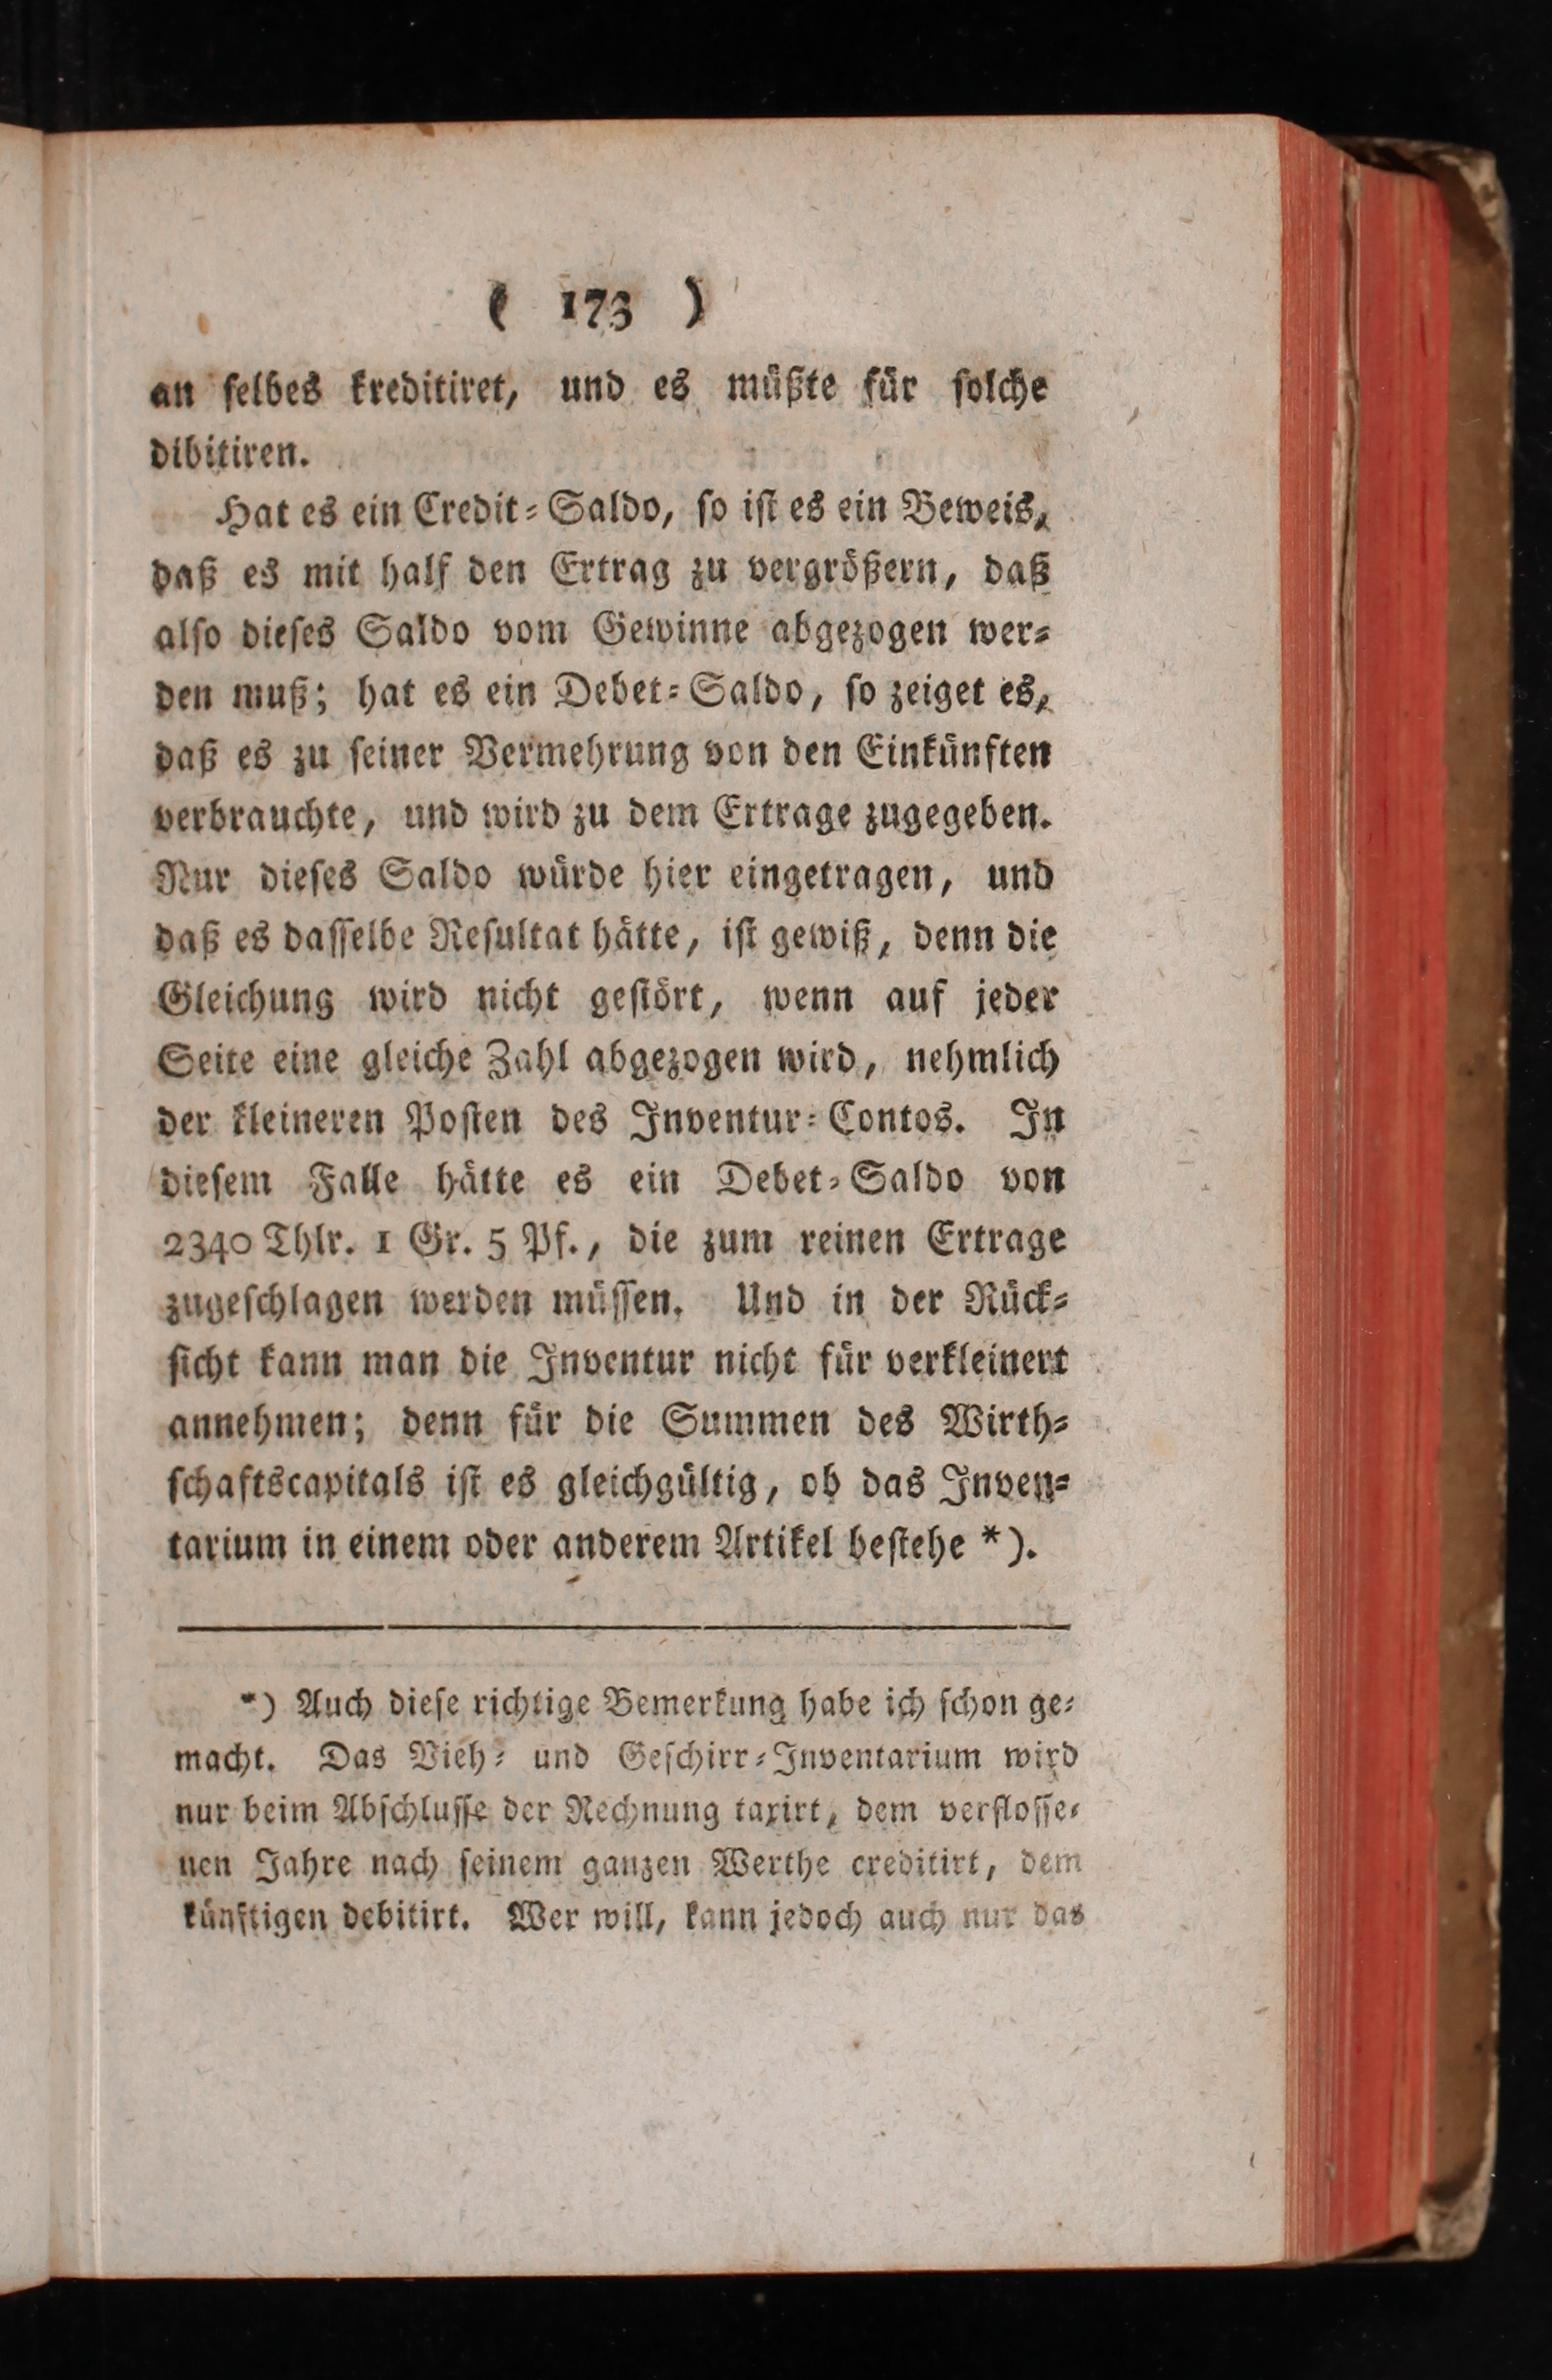 ( 173 )
an selbes kreditiret, und es müßte für solche
dibitiren.
Hat es ein Credit-Saldo, so ist es ein Beweis,
daß es mit half den Ertrag zu vergrößern, daß
also dieses Saldo vom Gewinne abgezogen wer-
den muß; hat es ein Debet-Saldo, so zeiget es,
daß es zu seiner Vermehrung von den Einkünften
verbrauchte, und wird zu dem Ertrage zugegeben.
Nur dieses Saldo würde hier eingetragen, und
daß es dasselbe Resultat hätte, ist gewiß, denn die
Gleichung wird nicht gestört, wenn auf jeder
Seite eine gleiche Zahl abgezogen wird, nehmlich
der kleineren Posten des Inventur-Contos. In
diesem Falle hätte es ein Debet-Saldo von
2340 Thlr. 1 Gr. 5 Pf., die zum reinen Ertrage
zugeschlagen werden müssen. Und in der Rück-
sicht kann man die Inventur nicht für verkleinert
annehmen; denn für die Summen des Wirth-
schaftscapitals ist es gleichgültig, ob das Inven-
tarium in einem oder anderem Artikel bestehe *).
*) Auch diese richtige Bemerkung habe ich schon ge-
macht. Das Vieh- und Geschirr-Inventarium wird
nur beim Abschlusse der Rechnung taxirt, dem verflosse-
nen Jahre nach seinem ganzen Werthe creditirt, dem
künftigen debitirt. Wer will, kann jedoch auch nur das